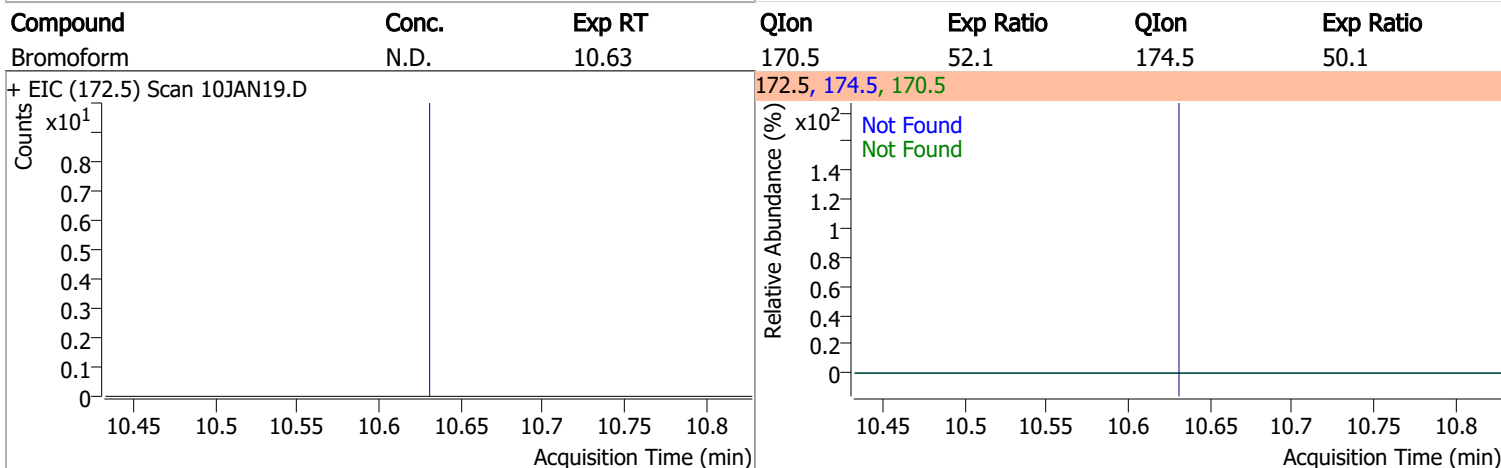 Compound Conc. Exp RT QIon Exp Ratio QIon Exp Ratio
Bromoform N.D. 10.63 170.5 52.1 174.5 50.1
+ EIC (172.5) Scan 10JAN19.D
Counts
x10¹
0.8
0.7
0.6
0.5
0.4
0.3
0.2
0.1
0
10.45 10.5 10.55 10.6 10.65 10.7 10.75 10.8
Acquisition Time (min)
172.5, 174.5, 170.5
Relative Abundance (%)
x10²
Not Found
Not Found
1.4
1.2
1
0.8
0.6
0.4
0.2
0
10.45 10.5 10.55 10.6 10.65 10.7 10.75 10.8
Acquisition Time (min)